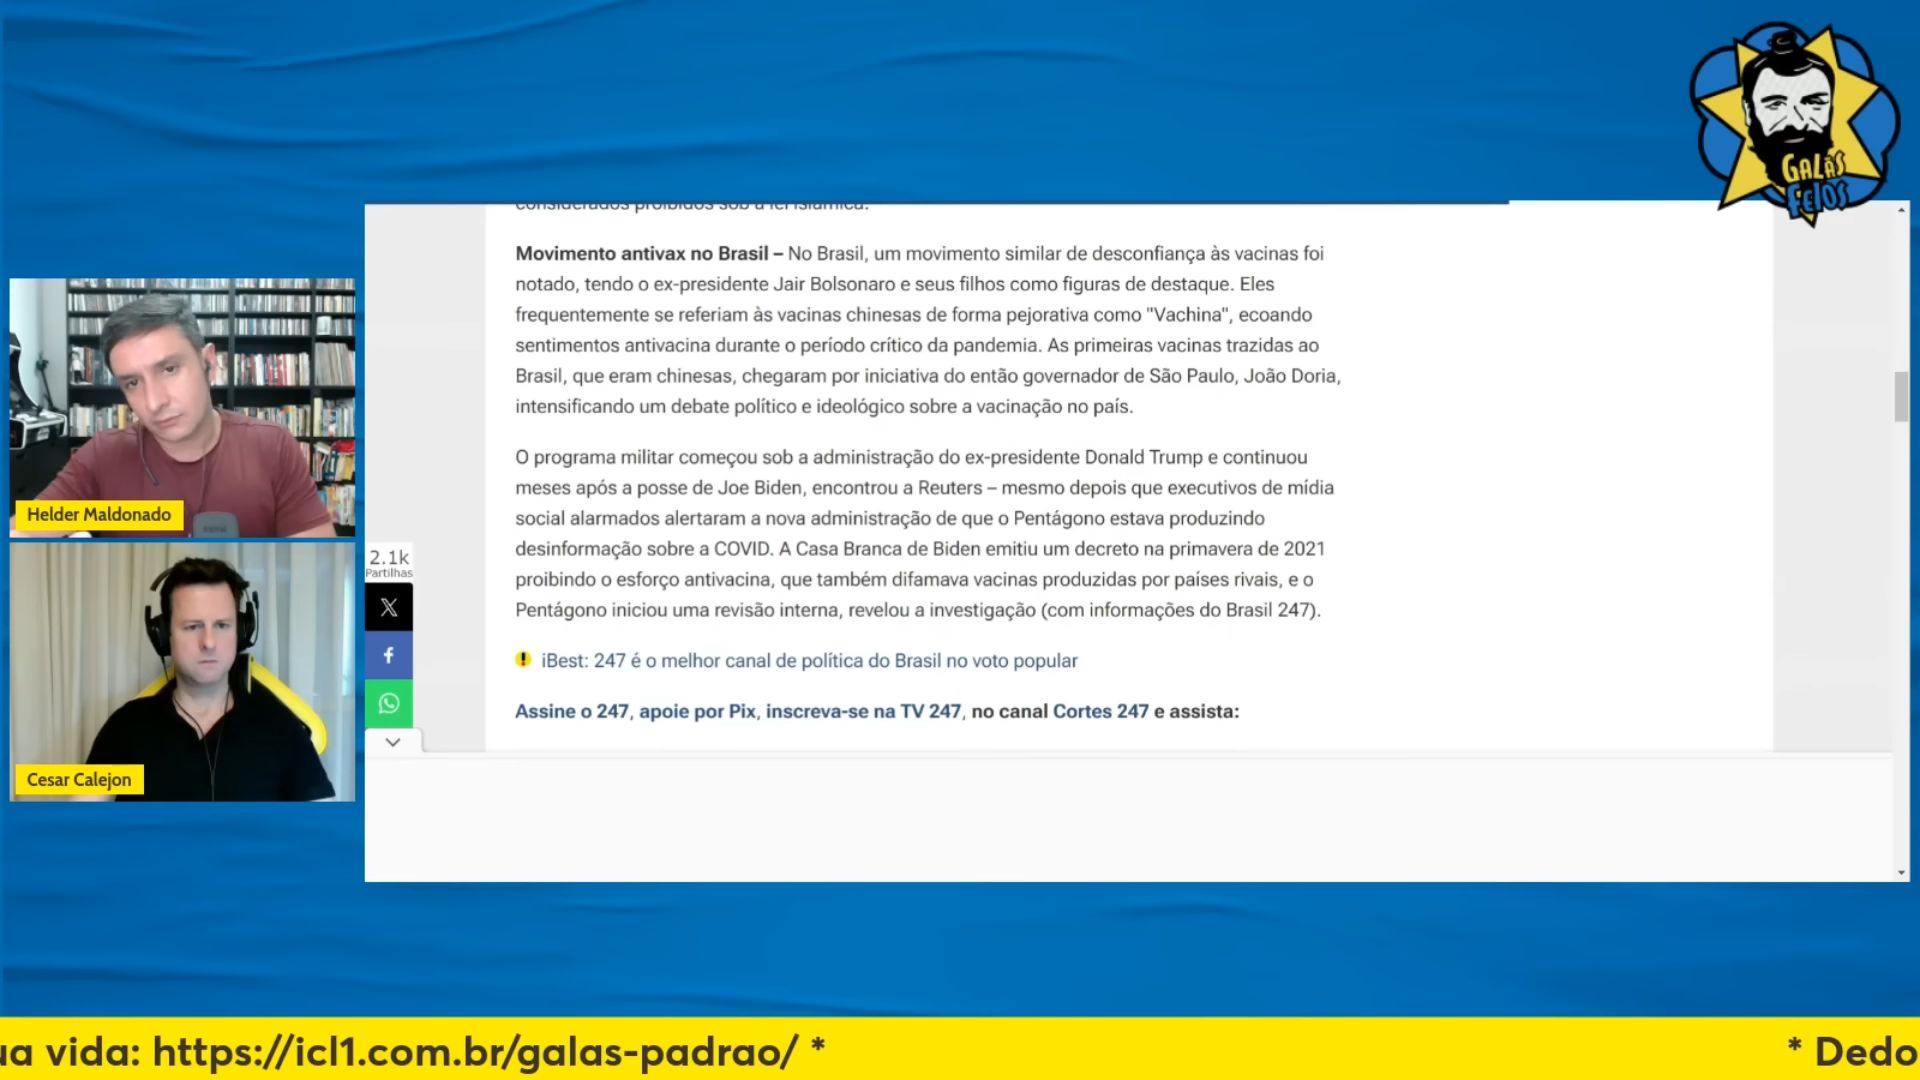 GALÃS
FEIOS
considerados proibidos sob a lei islâmica.
Movimento antivax no Brasil – No Brasil, um movimento similar de desconfiança às vacinas foi
notado, tendo o ex-presidente Jair Bolsonaro e seus filhos como figuras de destaque. Eles
frequentemente se referiam às vacinas chinesas de forma pejorativa como "Vachina", ecoando
sentimentos antivacina durante o período crítico da pandemia. As primeiras vacinas trazidas ao
Brasil, que eram chinesas, chegaram por iniciativa do então governador de São Paulo, João Doria,
intensificando um debate político e ideológico sobre a vacinação no país.
O programa militar começou sob a administração do ex-presidente Donald Trump e continuou
meses após a posse de Joe Biden, encontrou a Reuters – mesmo depois que executivos de mídia
social alarmados alertaram a nova administração de que o Pentágono estava produzindo
desinformação sobre a COVID. A Casa Branca de Biden emitiu um decreto na primavera de 2021
proibindo o esforço antivacina, que também difamava vacinas produzidas por países rivais, e o
Pentágono iniciou uma revisão interna, revelou a investigação (com informações do Brasil 247).
iBest: 247 é o melhor canal de política do Brasil no voto popular
Assine o 247, apoie por Pix, inscreva-se na TV 247, no canal Cortes 247 e assista:
2.1k
Partilhas
Helder Maldonado
Cesar Calejon
ua vida: https://icl1.com.br/galas-padrao/ *
* Dedo